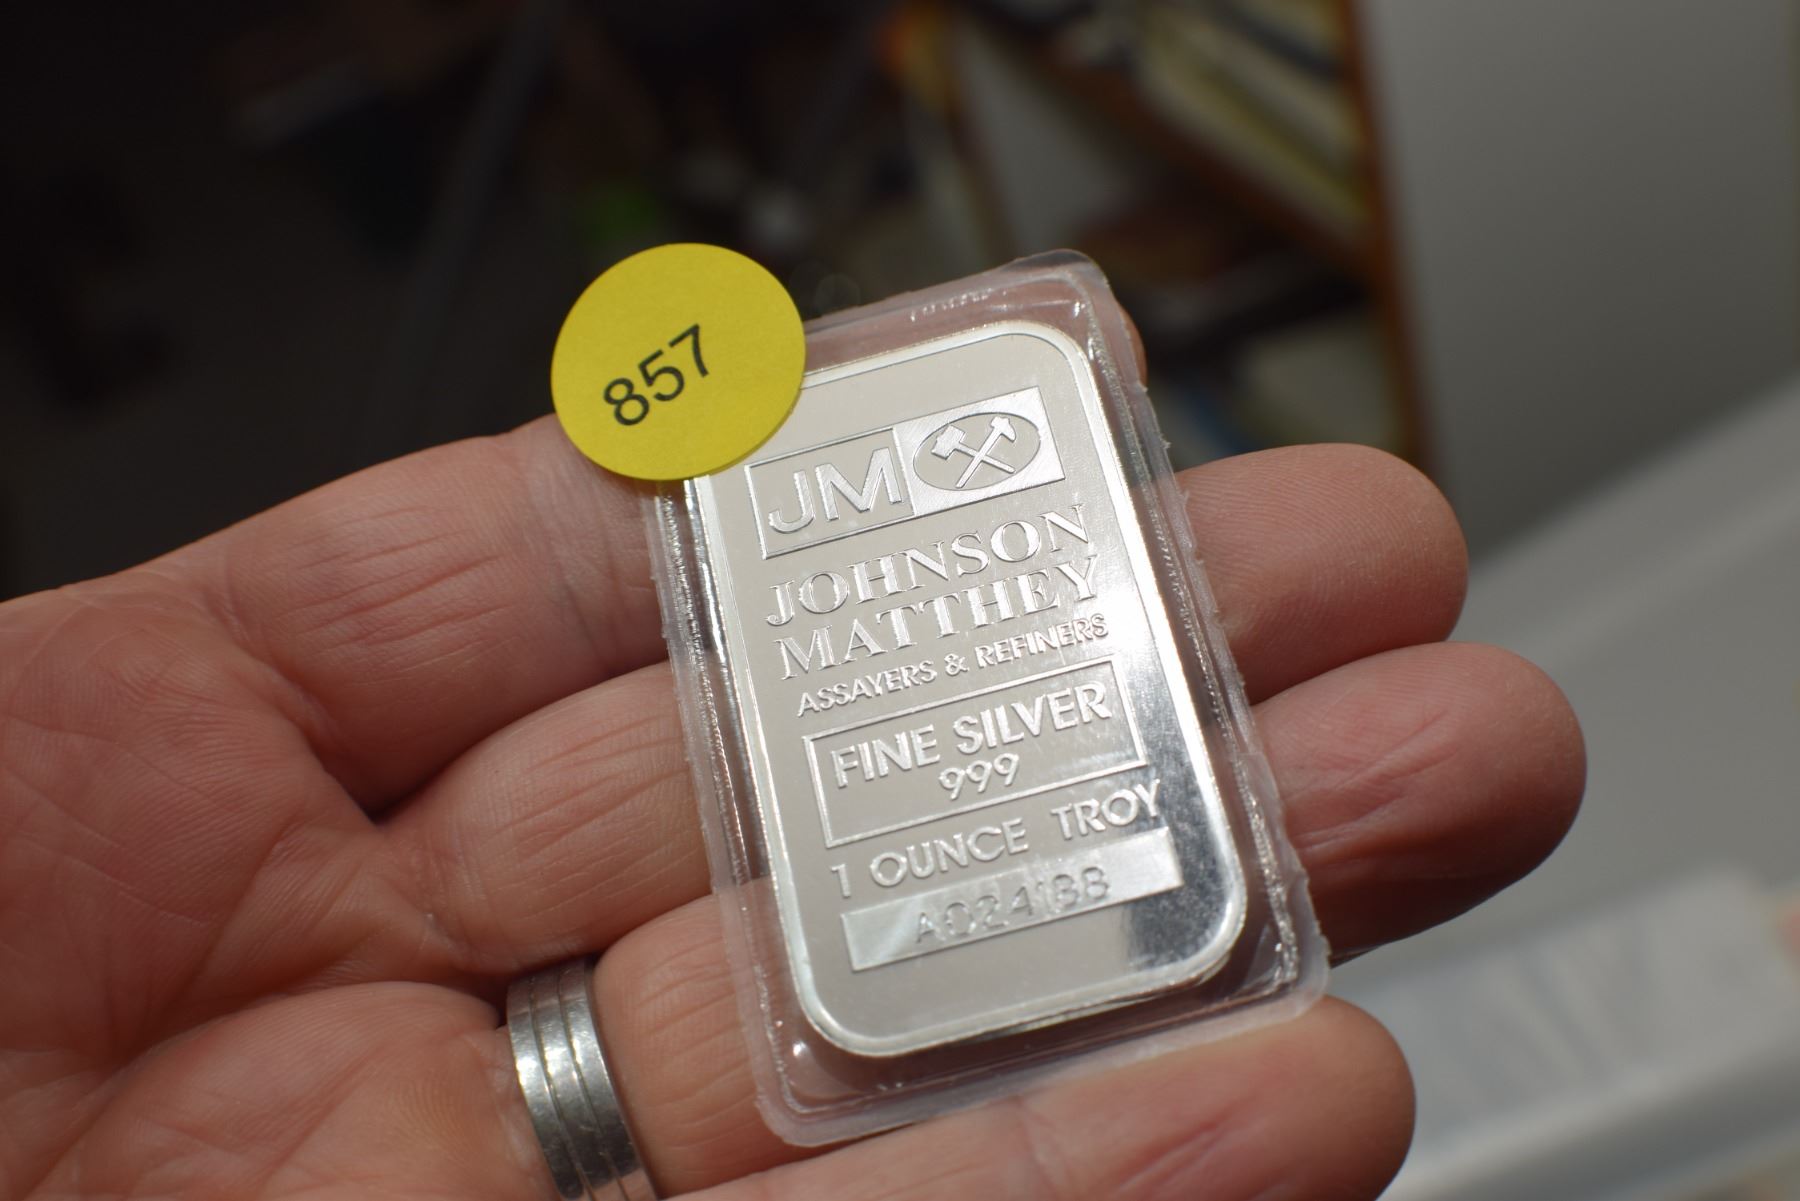 857
JM
JOHNSON
MATTHEY
ASSAYERS & REFINERS
FINE SILVER
999
1 OUNCE TROY
A024188